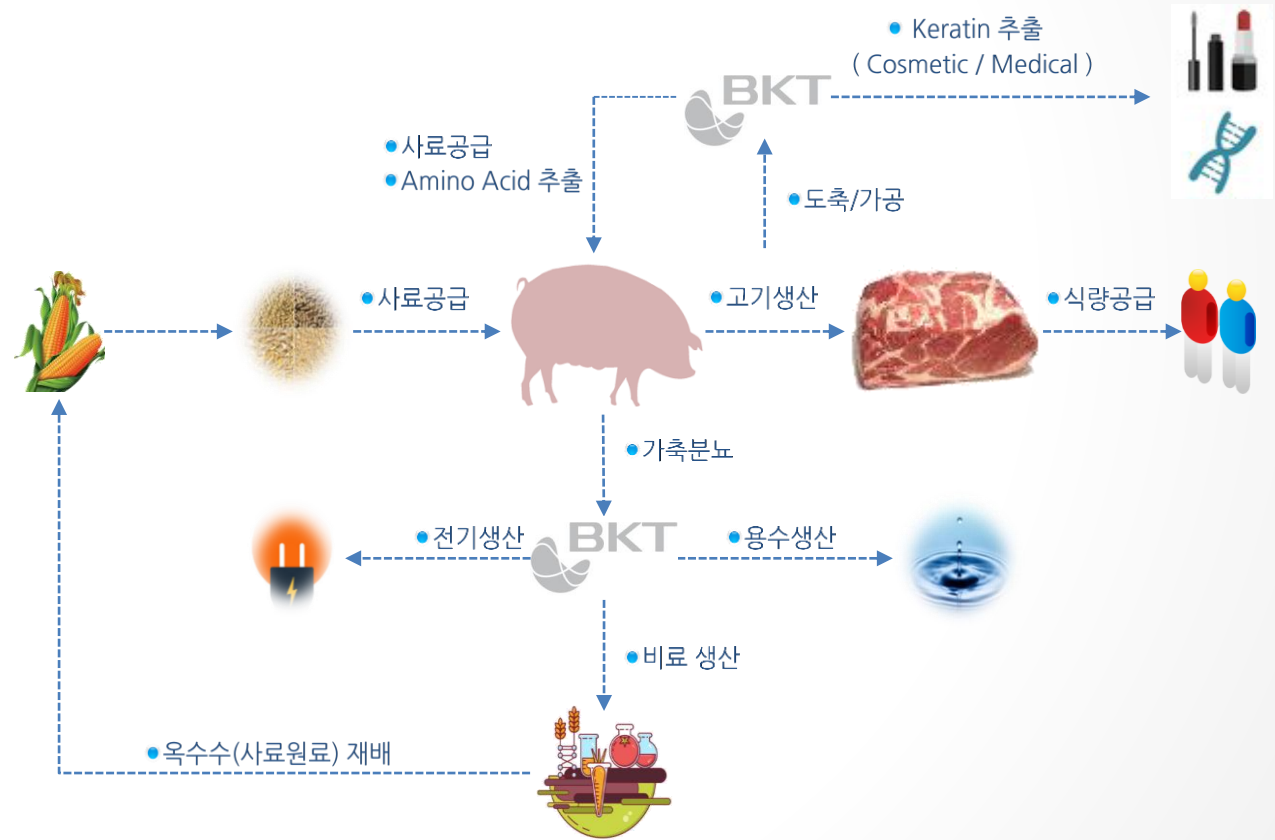 Keratin 추출
( Cosmetic / Medical )
BKT
사료공급
Amino Acid 추출
도축/가공
사료공급
고기생산
식량공급
가축분뇨
전기생산
BKT
용수생산
비료 생산
옥수수(사료원료) 재배